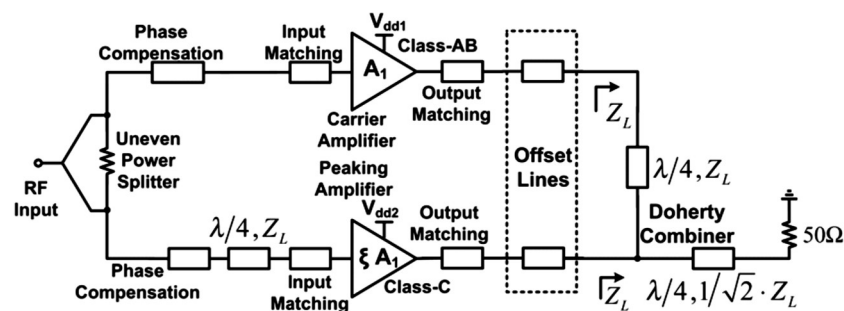 Phase
Compensation
Input
Matching
V_dd1
Class-AB
A_1
Output
Matching
Z_L
Carrier
Amplifier
Uneven
Power
Splitter
RF
Input
Peaking
Amplifier
Offset
Lines
λ/4, Z_L
V_dd2
Output
Matching
Doherty
Combiner
50Ω
λ/4, Z_L
ξ A_1
Phase
Compensation
Input
Matching
Class-C
Z_L
λ/4, 1/√2 · Z_L